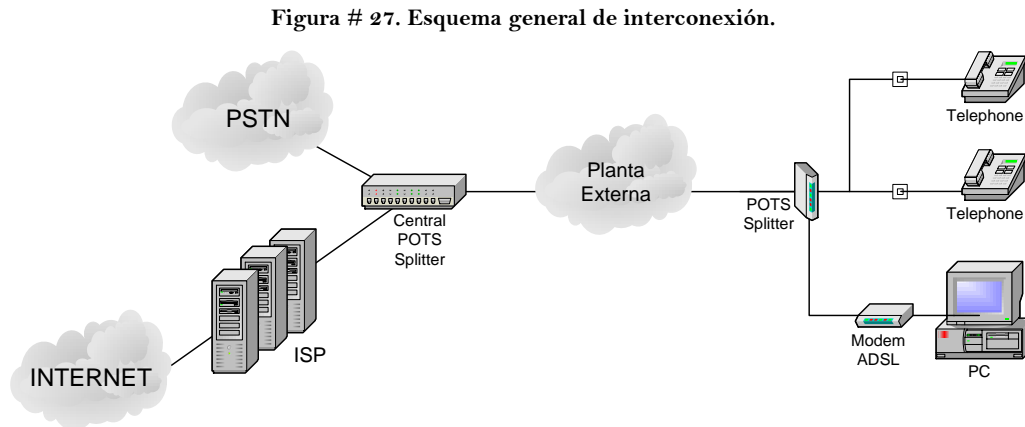 Figura # 27. Esquema general de interconexión.
PSTN
Telephone
Planta
Externa
Central
POTS
Splitter
POTS
Splitter
Telephone
ISP
INTERNET
Modem
ADSL
PC